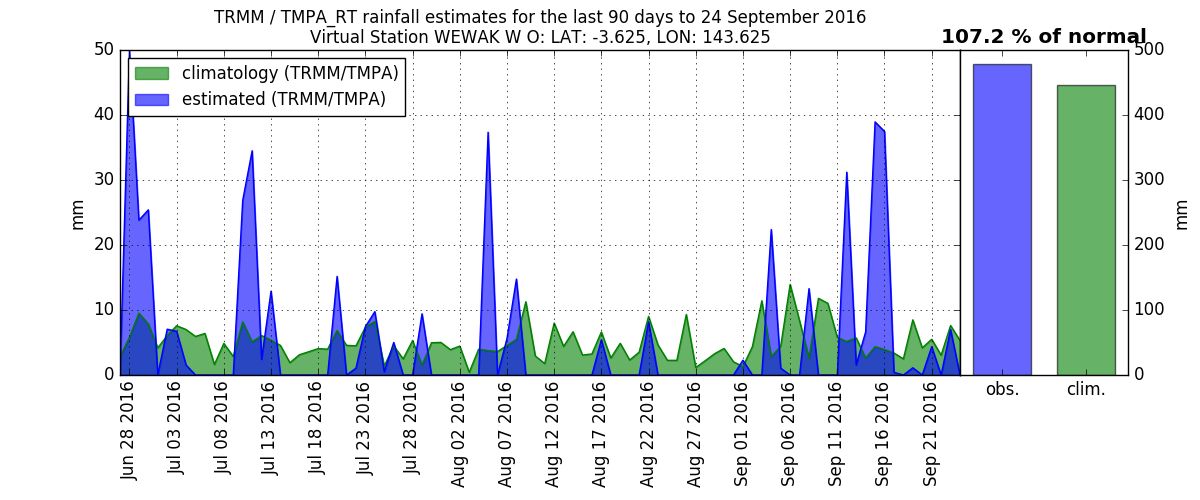 TRMM / TMPA_RT rainfall estimates for the last 90 days to 24 September 2016
Virtual Station WEWAK W O: LAT: -3.625, LON: 143.625
107.2 % of normal
climatology (TRMM/TMPA)
estimated (TRMM/TMPA)
50
40
30
20
10
0
mm
500
400
300
200
100
0
mm
obs.
clim.
Jun 28 2016
Jul 03 2016
Jul 08 2016
Jul 13 2016
Jul 18 2016
Jul 23 2016
Jul 28 2016
Aug 02 2016
Aug 07 2016
Aug 12 2016
Aug 17 2016
Aug 22 2016
Aug 27 2016
Sep 01 2016
Sep 06 2016
Sep 11 2016
Sep 16 2016
Sep 21 2016